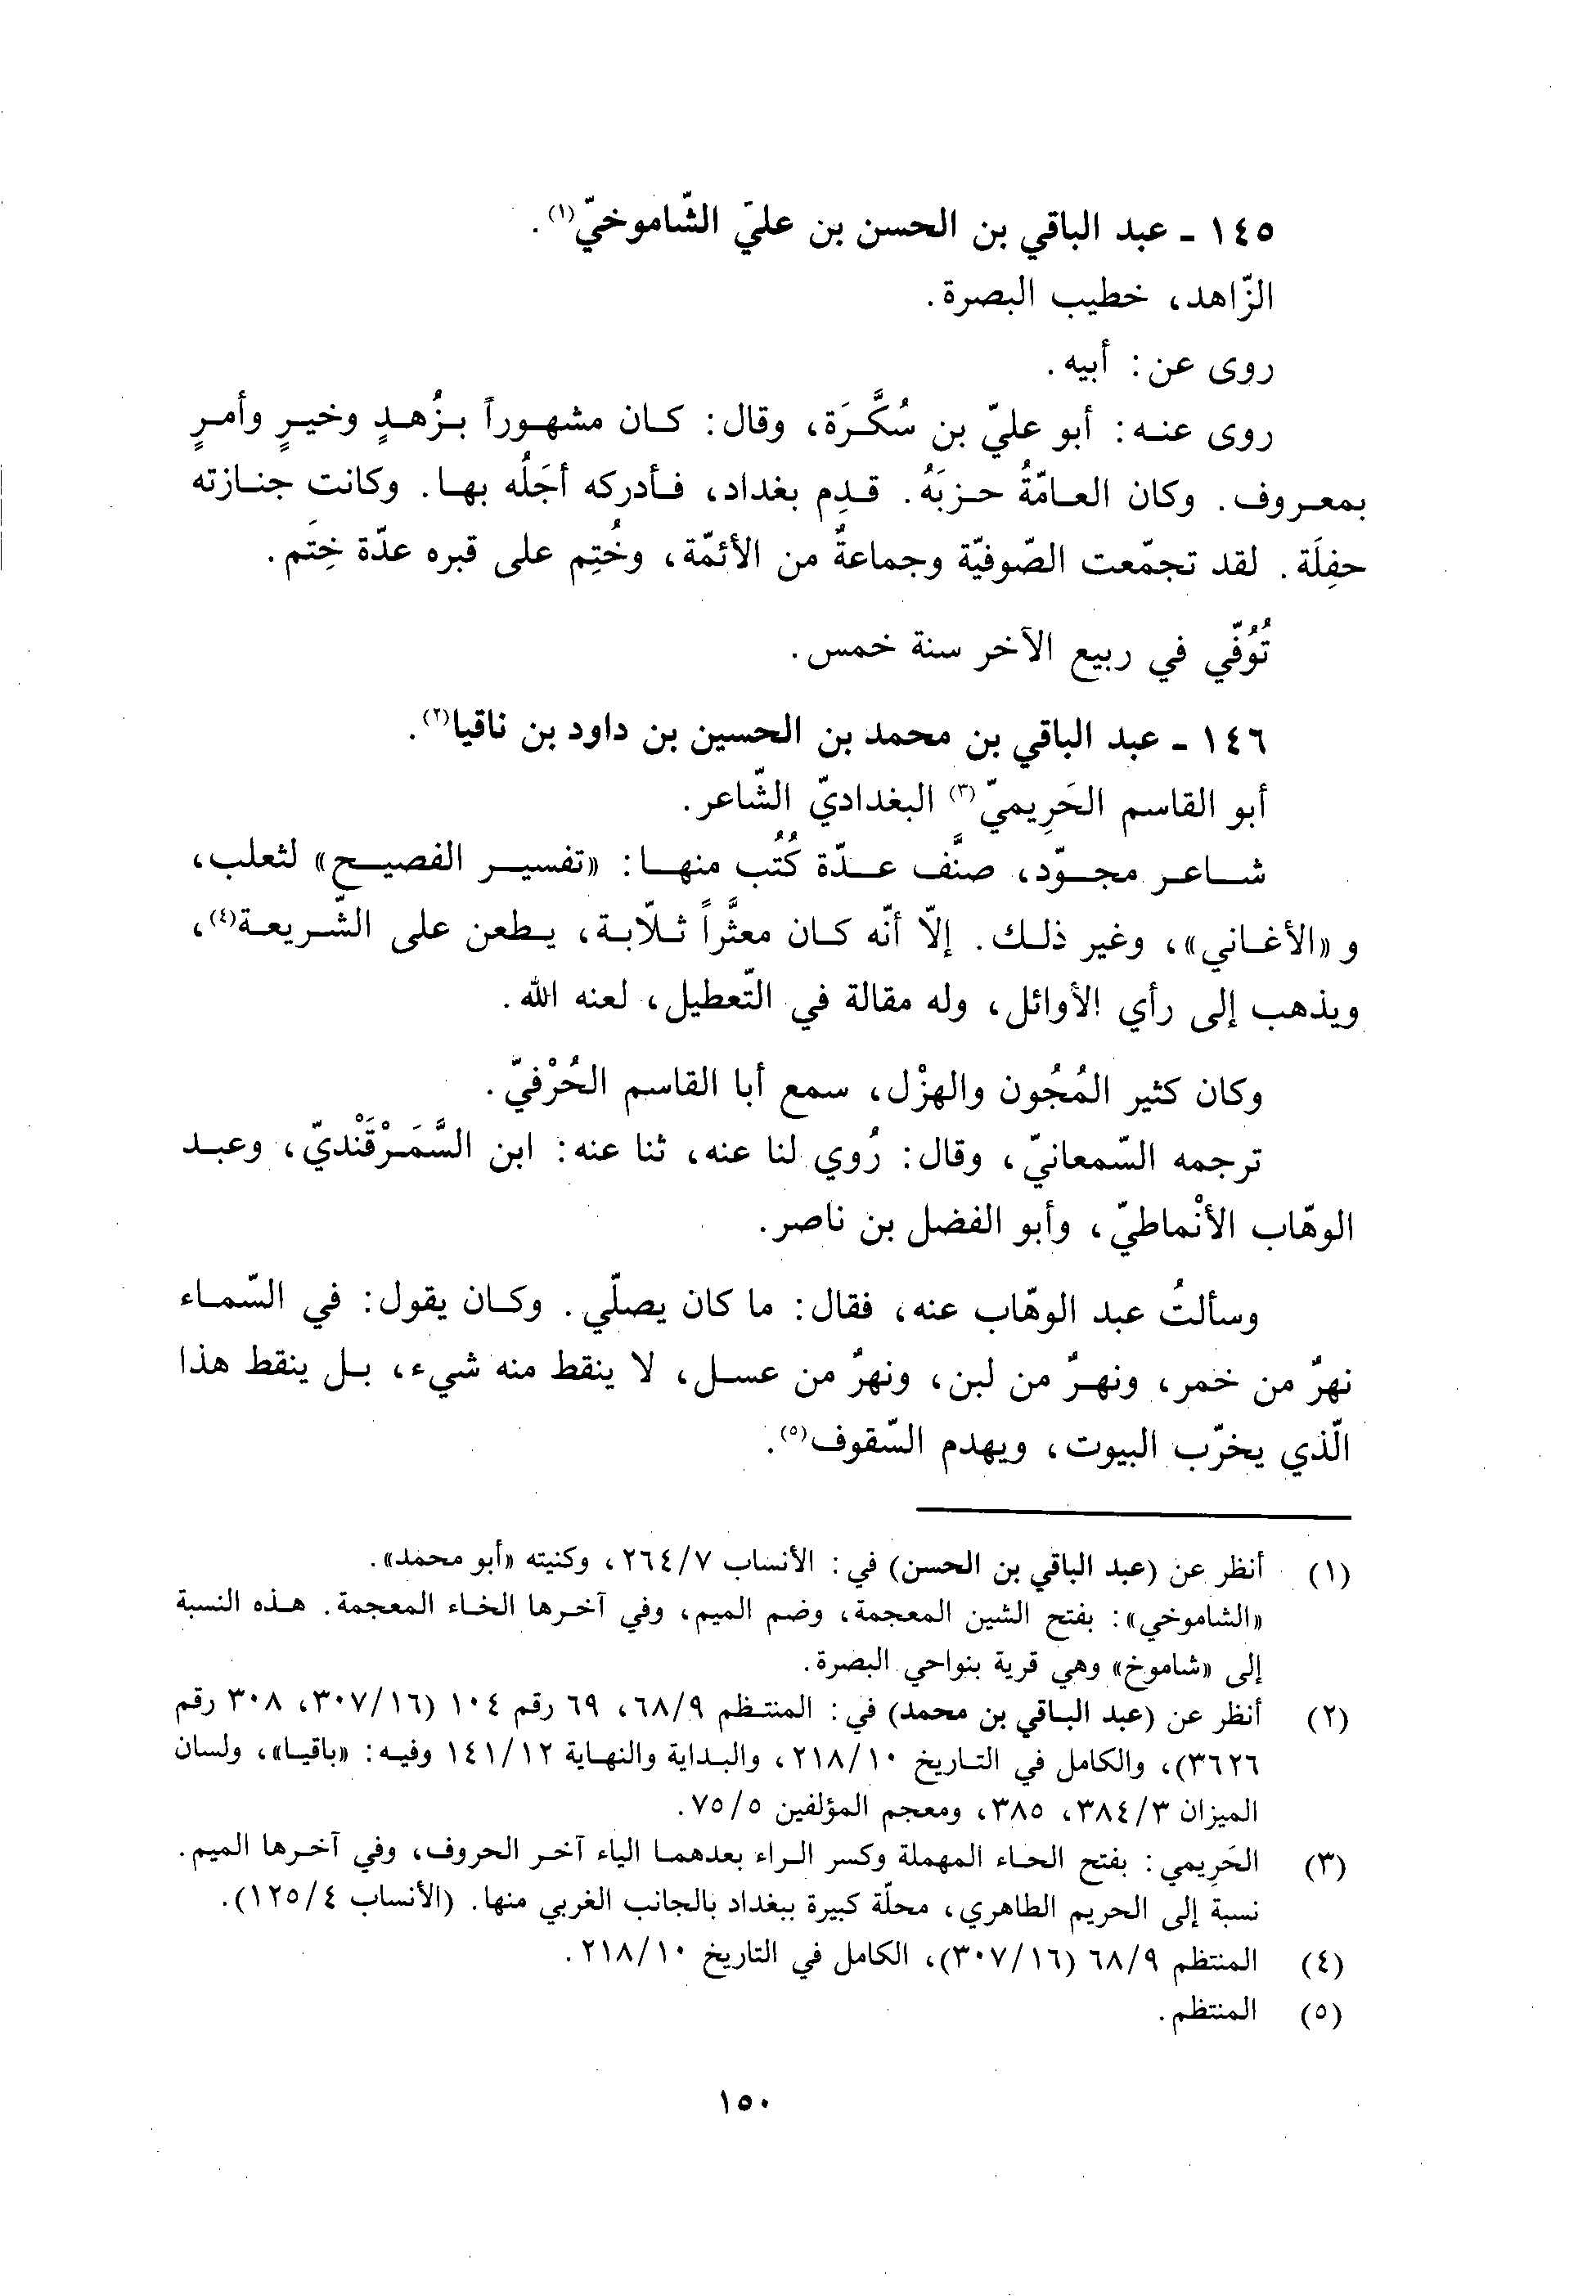 ١٤٥ - عبد الباقي بن الحسن بن عليّ الشّاموخيّ(١).
الزّاهد، خطيب البصرة.
روى عن: أبيه.
روى عنه: أبو عليّ بن سُكَّرَة، وقال: كان مشهوراً بزُهدٍ وخيرٍ وأمرٍ
بمعروف. وكان العامّةُ حزبَهُ. قدِم بغداد، فأدركه أجَلُه بها. وكانت جنازته
حفِلَة. لقد تجمّعت الصّوفيّة وجماعةٌ من الأئمّة، وخُتِم على قبره عدّة خِتَم.
تُوُفّي في ربيع الآخر سنة خمس.
١٤٦ - عبد الباقي بن محمد بن الحسين بن داود بن ناقيا(٢).
أبو القاسم الحَرِيميّ(٣) البغداديّ الشّاعر.
شاعر مجوّد، صنَّف عدّة كُتُب منها: «تفسير الفصيح» لثعلب،
و«الأغاني»، وغير ذلك. إلّا أنّه كان معثَّراً ثلّابة، يطعن على الشّريعة(٤)،
ويذهب إلى رأي الأوائل، وله مقالة في التّعطيل، لعنه الله.
وكان كثير المُجُون والهزْل، سمع أبا القاسم الحُرْفيّ.
ترجمه السّمعانيّ، وقال: رُوي لنا عنه، ثنا عنه: ابن السَّمَرْقَنْديّ، وعبد
الوهّاب الأنْماطيّ، وأبو الفضل بن ناصر.
وسألتُ عبد الوهّاب عنه، فقال: ما كان يصلّي. وكان يقول: في السّماء
نهرٌ من خمر، ونهرٌ من لبن، ونهرٌ من عسل، لا ينقط منه شيء، بل ينقط هذا
الّذي يخرّب البيوت، ويهدم السّقوف(٥).
(١) أنظر عن (عبد الباقي بن الحسن) في: الأنساب ٢٦٤/٧، وكنيته «أبو محمد».
«الشاموخي»: بفتح الشين المعجمة، وضم الميم، وفي آخرها الخاء المعجمة. هذه النسبة
إلى «شاموخ» وهي قرية بنواحي البصرة.
(٢) أنظر عن (عبد الباقي بن محمد) في: المنتظم ٦٨/٩، ٦٩ رقم ١٠٤ (٣٠٧/١٦، ٣٠٨ رقم
٣٦٢٦)، والكامل في التاريخ ٢١٨/١٠، والبداية والنهاية ١٤١/١٢ وفيه: «باقيا»، ولسان
الميزان ٣٨٤/٣، ٣٨٥، ومعجم المؤلفين ٧٥/٥.
(٣) الحَرِيمي: بفتح الحاء المهملة وكسر الراء بعدهما الياء آخر الحروف، وفي آخرها الميم.
نسبة إلى الحريم الطاهري، محلّة كبيرة ببغداد بالجانب الغربي منها. (الأنساب ١٢٥/٤).
(٤) المنتظم ٦٨/٩ (٣٠٧/١٦)، الكامل في التاريخ ٢١٨/١٠.
(٥) المنتظم.
١٥٠